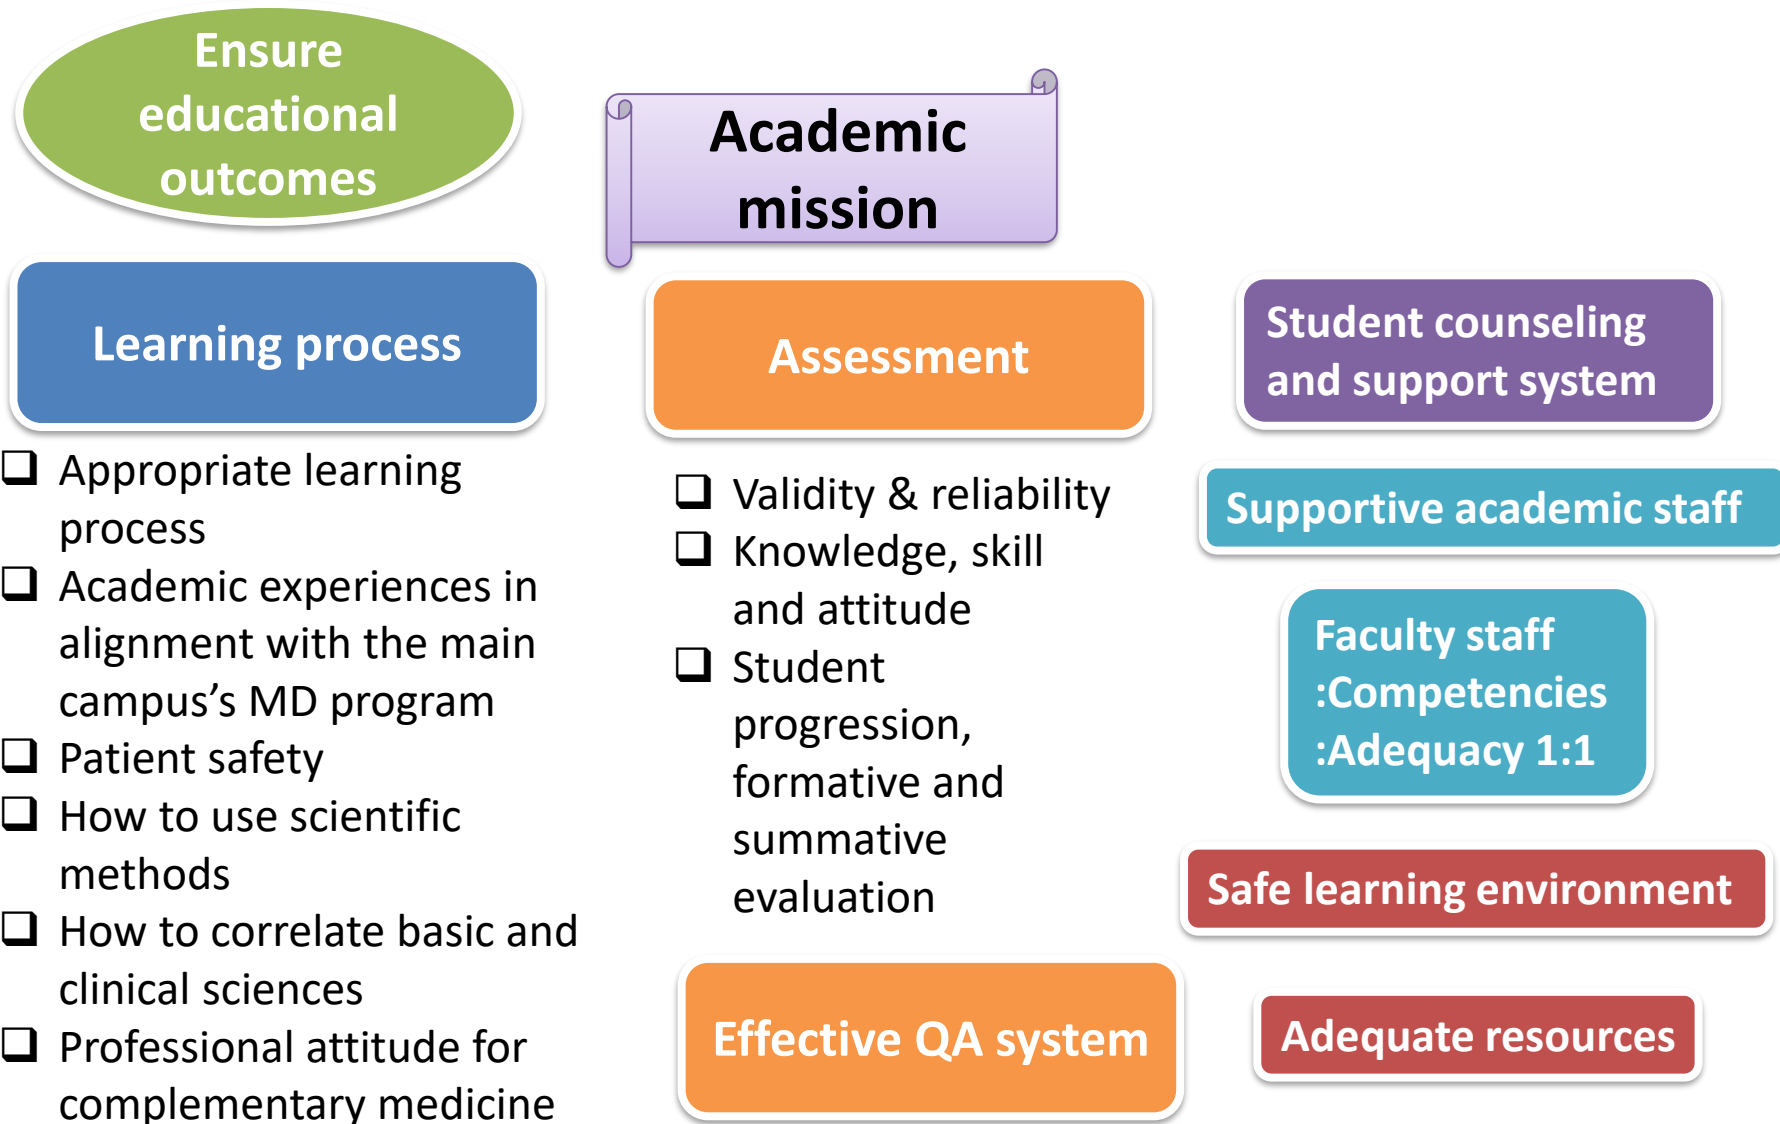 Ensure
educational
outcomes
Academic
mission
Learning process
❑ Appropriate learning
process
❑ Academic experiences in
alignment with the main
campus’s MD program
❑ Patient safety
❑ How to use scientific
methods
❑ How to correlate basic and
clinical sciences
❑ Professional attitude for
complementary medicine
Assessment
❑ Validity & reliability
❑ Knowledge, skill
and attitude
❑ Student
progression,
formative and
summative
evaluation
Effective QA system
Student counseling
and support system
Supportive academic staff
Faculty staff
:Competencies
:Adequacy 1:1
Safe learning environment
Adequate resources